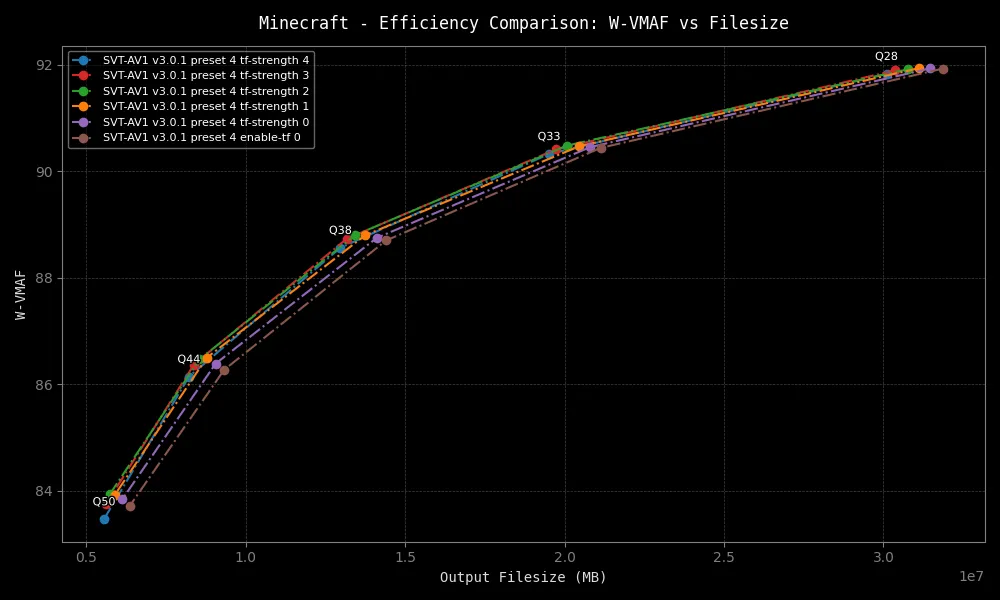 Minecraft - Efficiency Comparison: W-VMAF vs Filesize
SVT-AV1 v3.0.1 preset 4 tf-strength 4
SVT-AV1 v3.0.1 preset 4 tf-strength 3
SVT-AV1 v3.0.1 preset 4 tf-strength 2
SVT-AV1 v3.0.1 preset 4 tf-strength 1
SVT-AV1 v3.0.1 preset 4 tf-strength 0
SVT-AV1 v3.0.1 preset 4 enable-tf 0
Q28
Q33
Q38
Q44
Q50
W-VMAF
92
90
88
86
84
0.5 1.0 1.5 2.0 2.5 3.0
1e7
Output Filesize (MB)